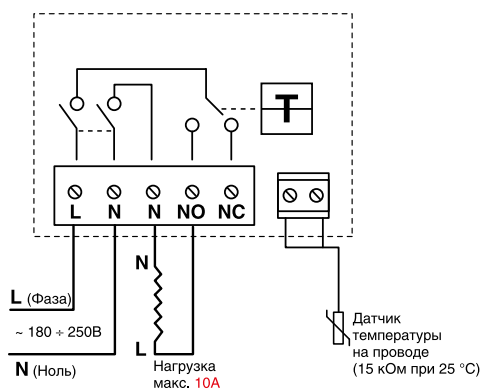 T
L N N NO NC
N
L (Фаза)
~ 180 ÷ 250В
N (Ноль)
L
Нагрузка
макс. 10А
Датчик
температуры
на проводе
(15 кОм при 25 °C)